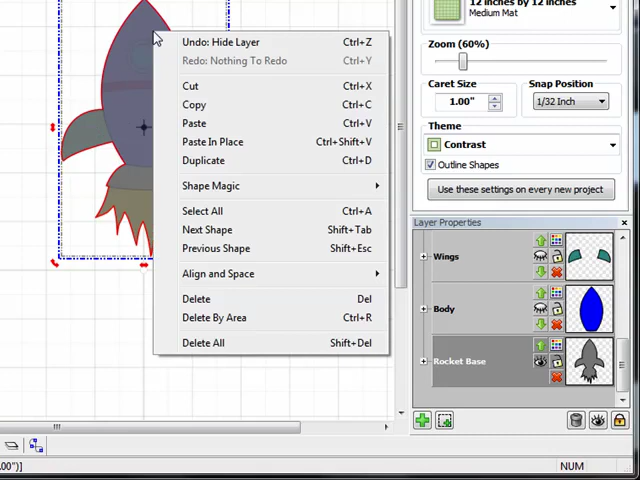 12 inches by 12 inches
Medium Mat
Zoom (60%)
Caret Size
Snap Position
1.00"
1/32 Inch
Theme
Contrast
Outline Shapes
Use these settings on every new project
Undo: Hide Layer Ctrl+Z
Redo: Nothing To Redo Ctrl+Y
Cut Ctrl+X
Copy Ctrl+C
Paste Ctrl+V
Paste In Place Ctrl+Shift+V
Duplicate Ctrl+D
Shape Magic
Select All Ctrl+A
Next Shape Shift+Tab
Previous Shape Shift+Esc
Align and Space
Delete Del
Delete By Area Ctrl+R
Delete All Shift+Del
Layer Properties
Wings
Body
Rocket Base
.00")]
NUM